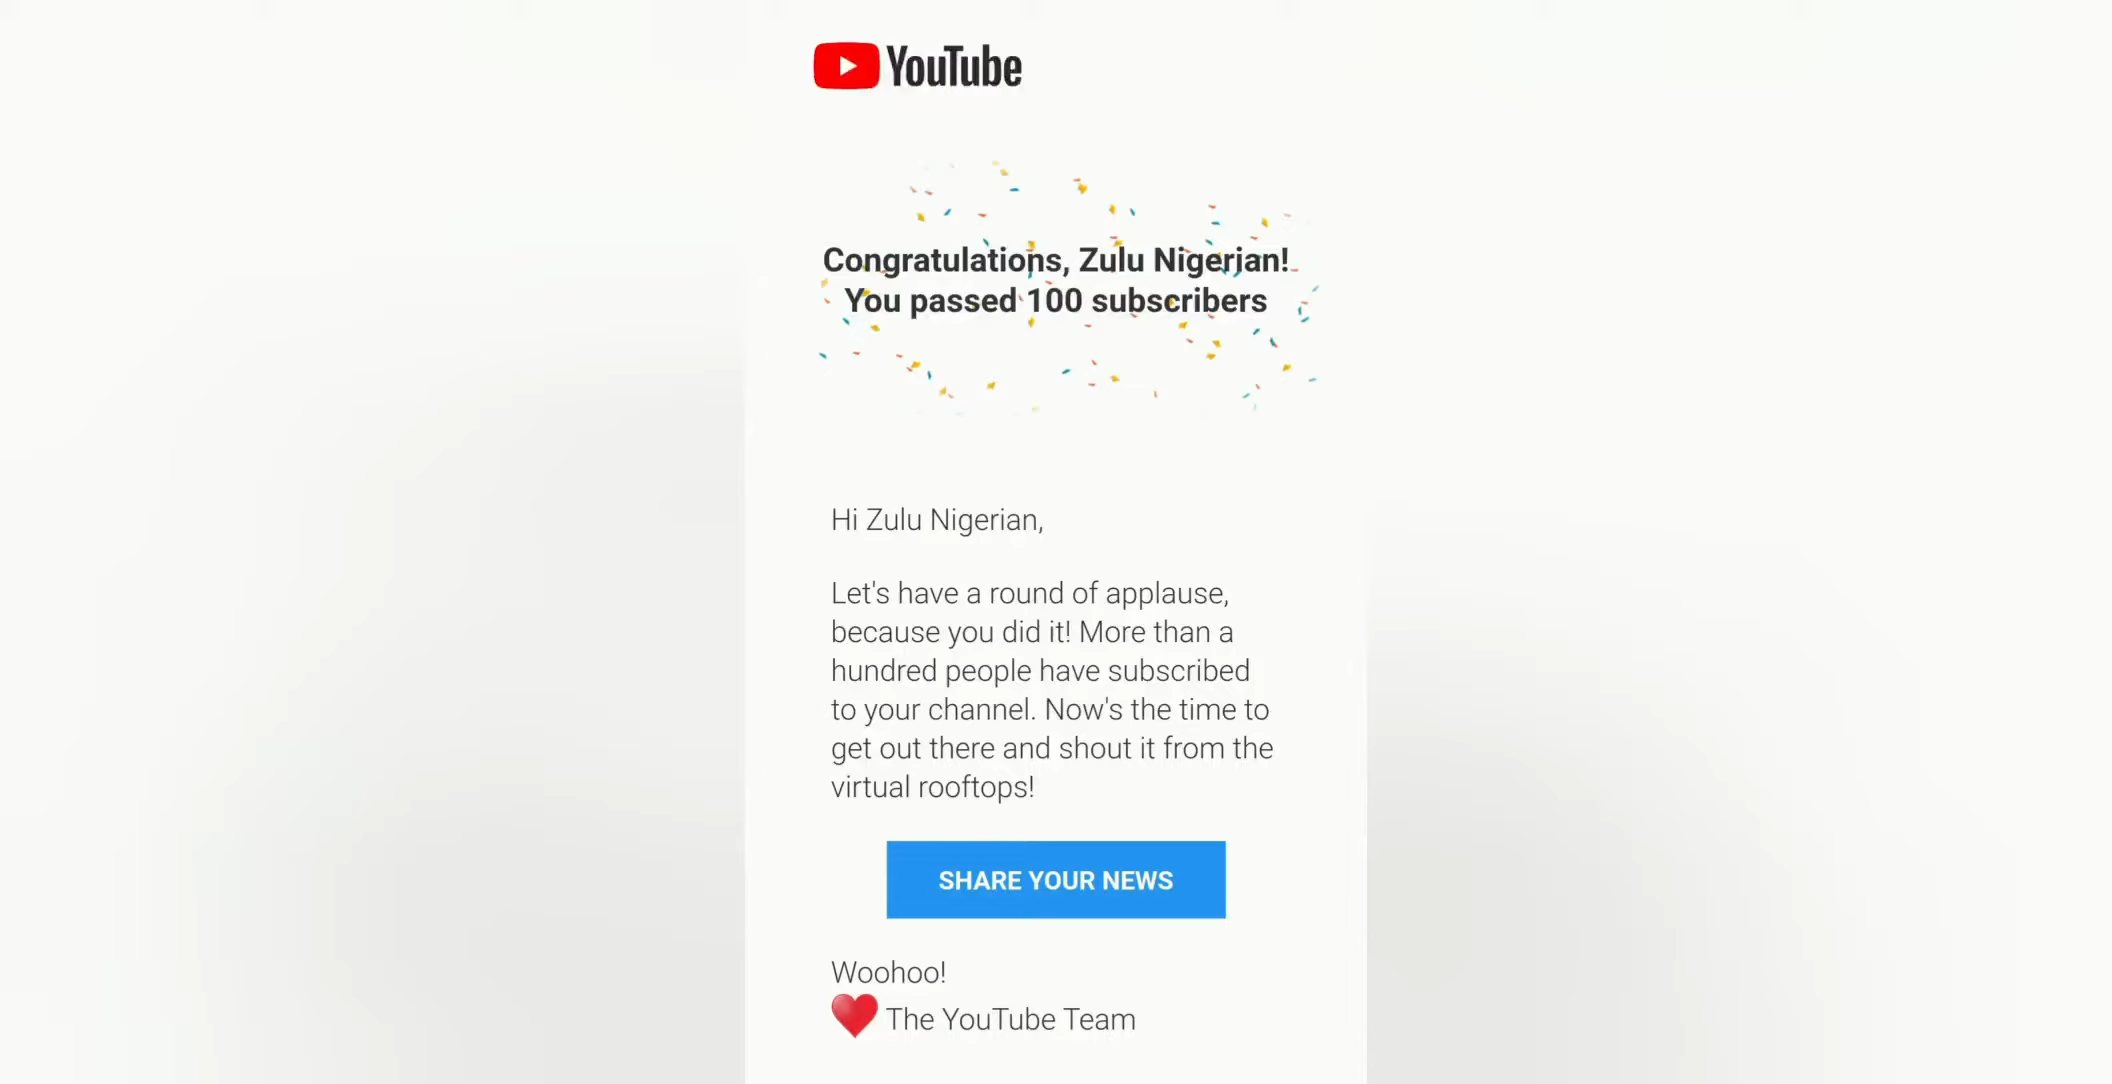 YouTube
Congratulations, Zulu Nigerian!
You passed 100 subscribers
Hi Zulu Nigerian,
Let's have a round of applause,
because you did it! More than a
hundred people have subscribed
to your channel. Now's the time to
get out there and shout it from the
virtual rooftops!
SHARE YOUR NEWS
Woohoo!
The YouTube Team